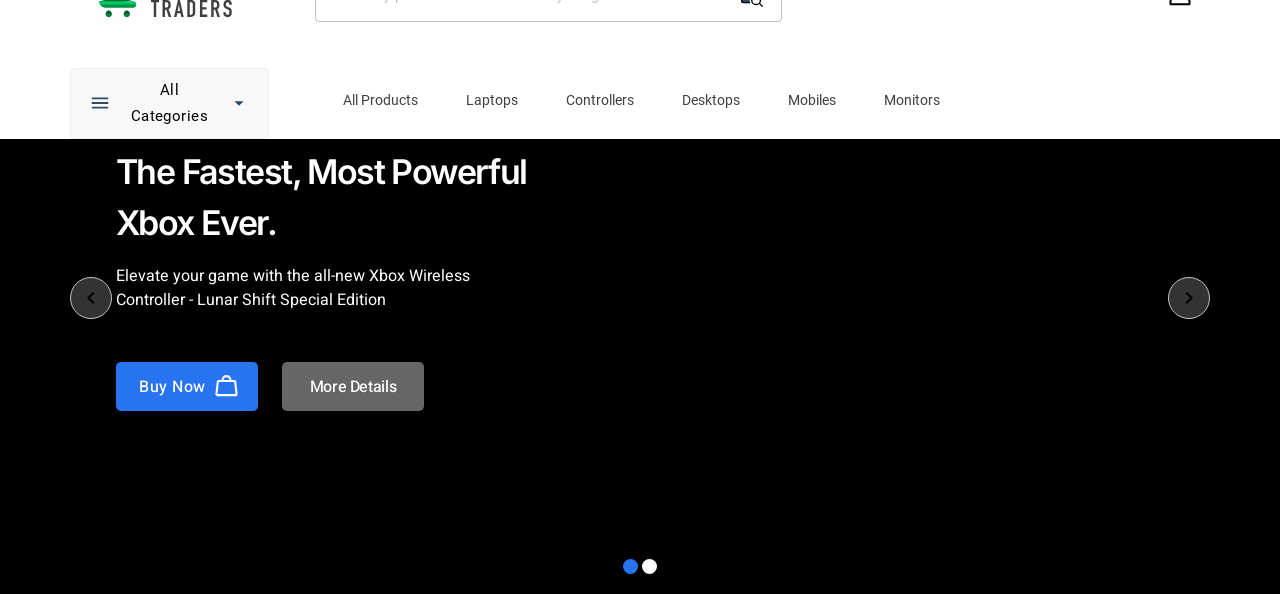 TRADERS
All
Categories
All Products
Laptops
Controllers
Desktops
Mobiles
Monitors
The Fastest, Most Powerful
Xbox Ever.
Elevate your game with the all-new Xbox Wireless
Controller - Lunar Shift Special Edition
Buy Now
More Details